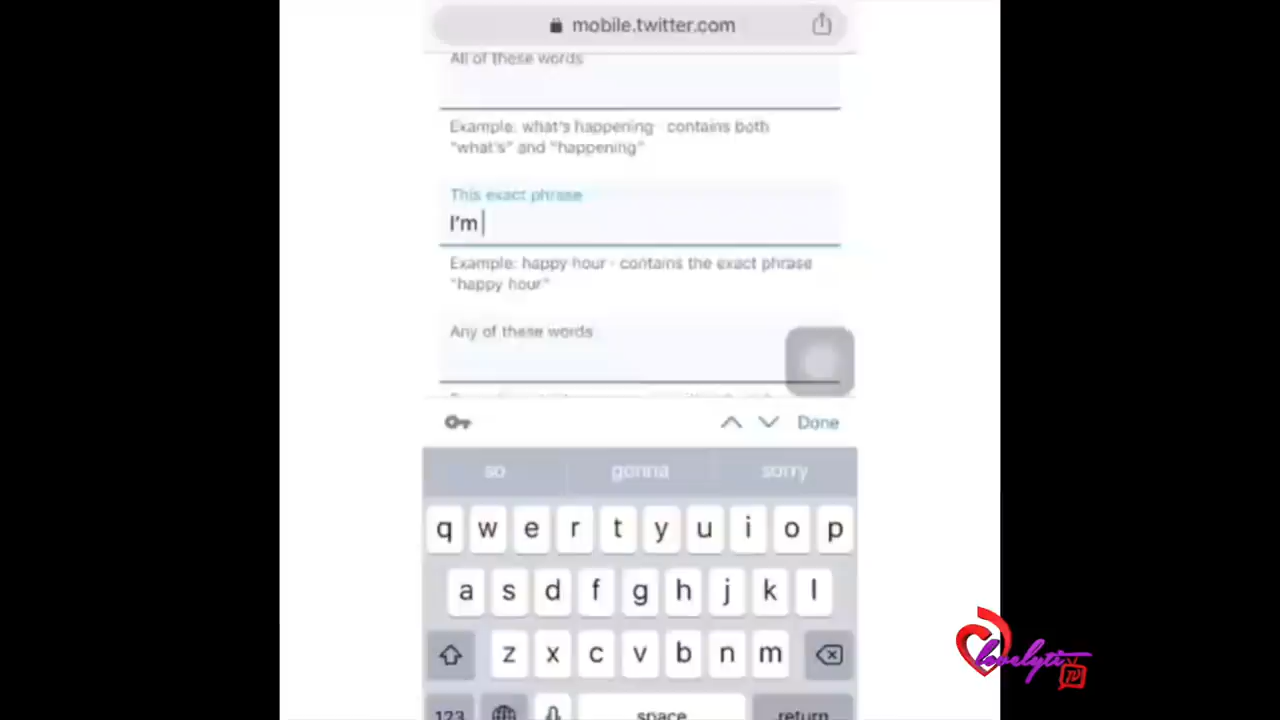 mobile.twitter.com
All of these words
Example: what's happening · contains both
"what's" and "happening"
This exact phrase
I'm
Example: happy hour · contains the exact phrase
"happy hour"
Any of these words
Done
so gonna sorry
q w e r t y u i o p
a s d f g h j k l
z x c v b n m
123 space return
lovelyti
TV